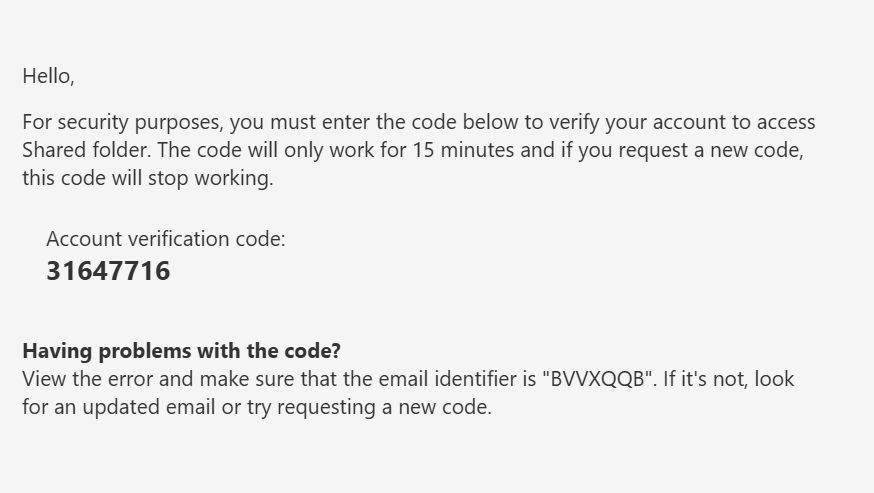 Hello,
For security purposes, you must enter the code below to verify your account to access
Shared folder. The code will only work for 15 minutes and if you request a new code,
this code will stop working.
Account verification code:
31647716
Having problems with the code?
View the error and make sure that the email identifier is "BVVXQQB". If it's not, look
for an updated email or try requesting a new code.